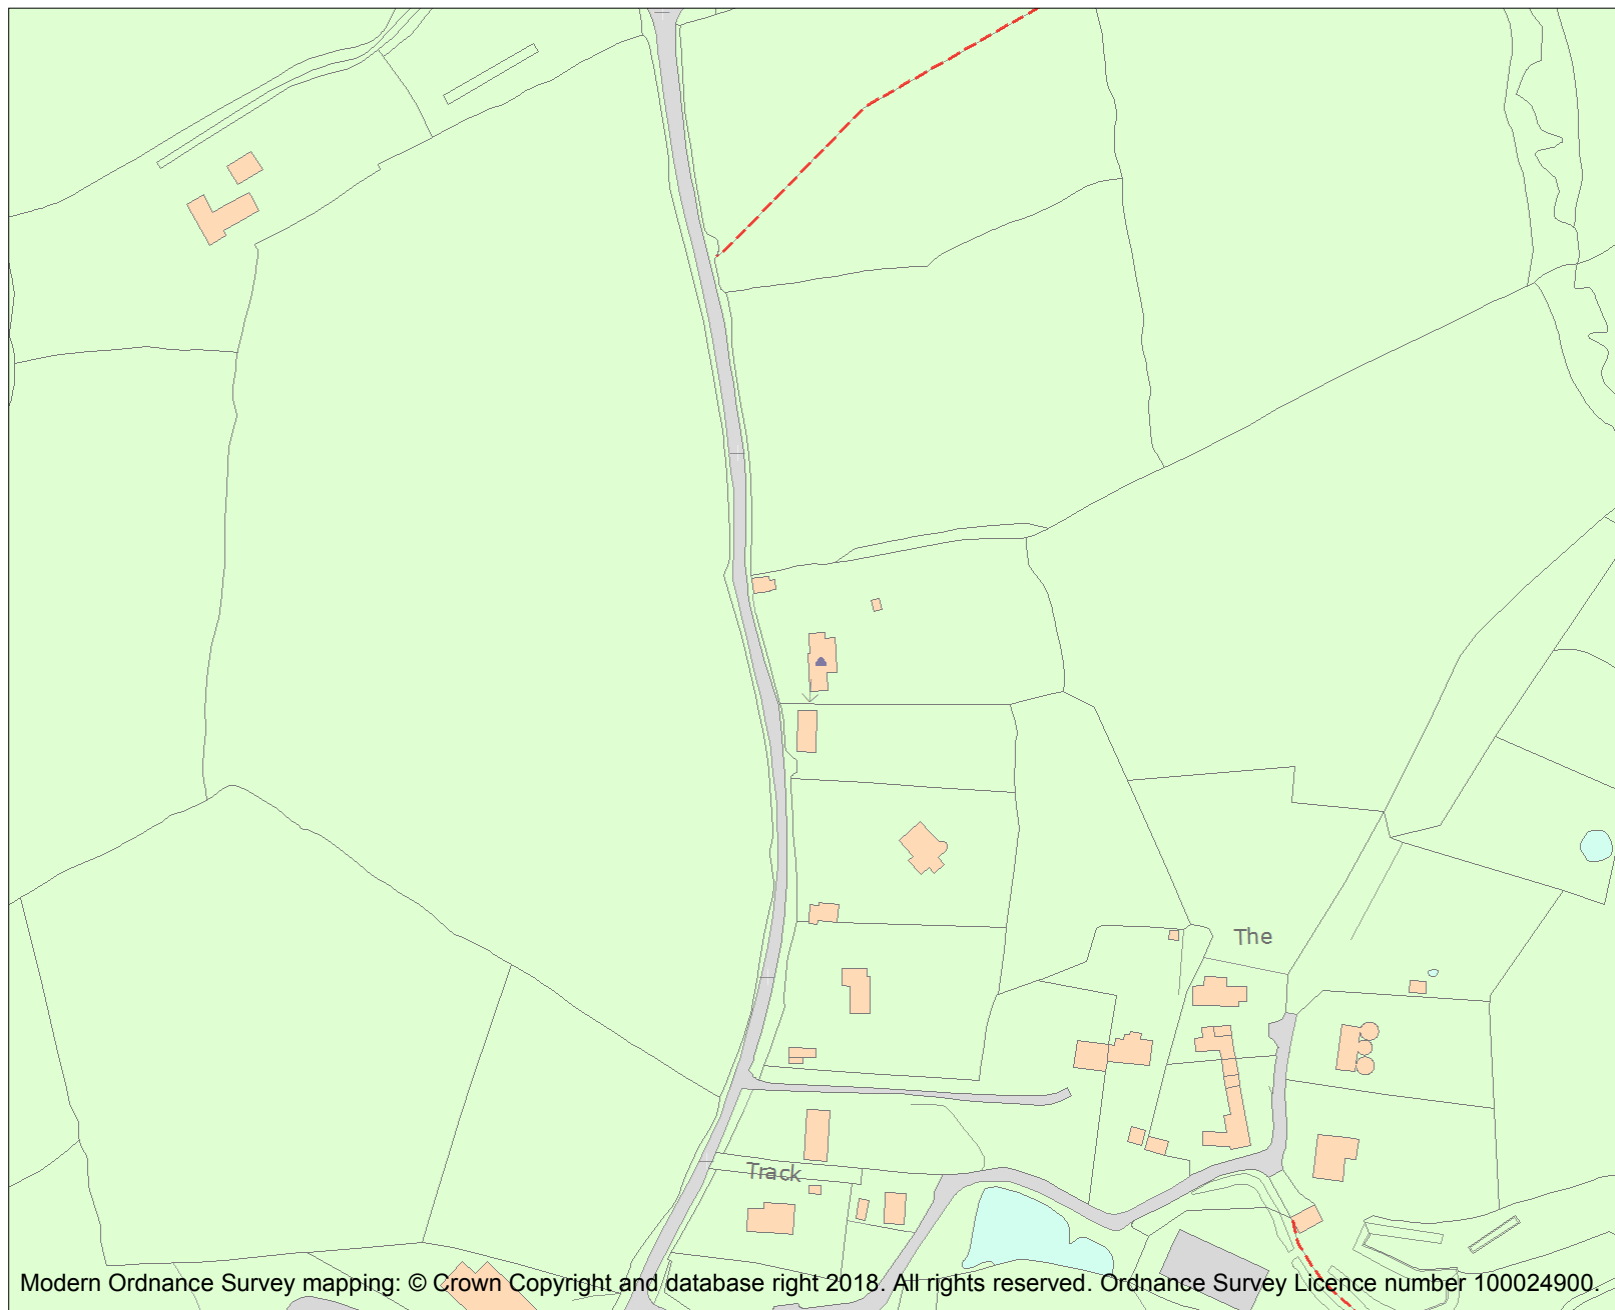 The
Track
Modern Ordnance Survey mapping: © Crown Copyright and database right 2018. All rights reserved. Ordnance Survey Licence number 100024900.